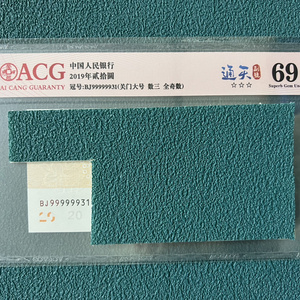 ACG
AI CANG GUARANTY
中国人民银行
2019年贰拾圆
冠号:BJ99999931(关门大号 数三 全奇数)
通天
☆☆☆
69
Superb Gem Un
BJ99999931
20